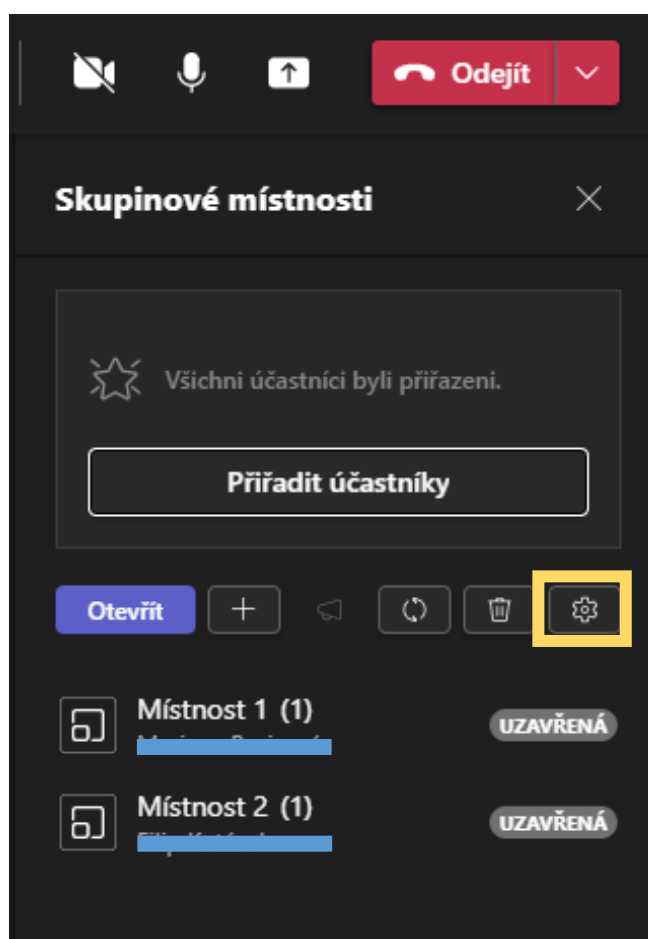 Odejít
Skupinové místnosti
Všichni účastníci byli přiřazeni.
Přiřadit účastníky
Otevřít
Místnost 1 (1)
UZAVŘENÁ
Místnost 2 (1)
UZAVŘENÁ